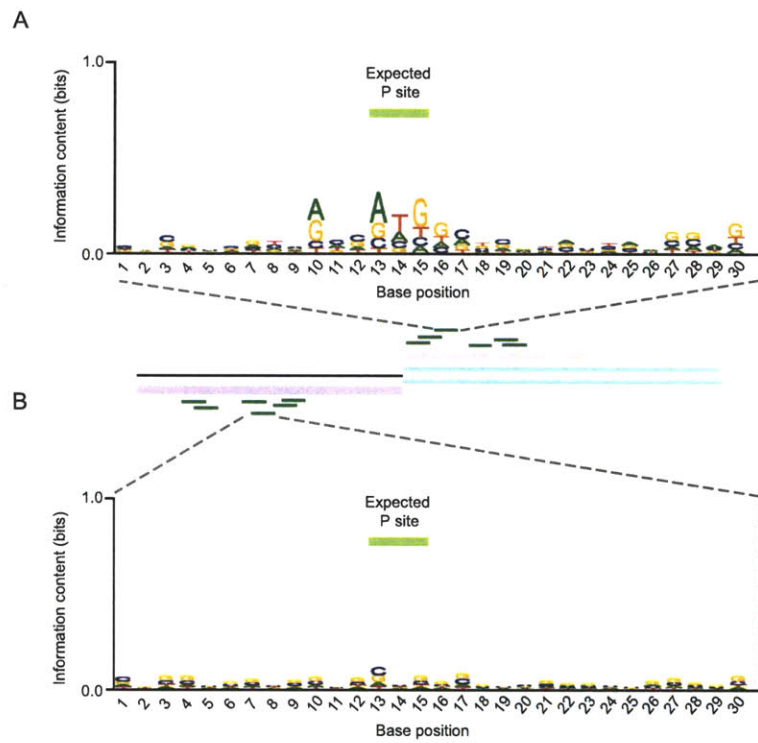 A
1.0
Expected
P site
Information content (bits)
0.0
1 2 3 4 5 6 7 8 9 10 11 12 13 14 15 16 17 18 19 20 21 22 23 24 25 26 27 28 29 30
Base position
B
1.0
Expected
P site
Information content (bits)
0.0
1 2 3 4 5 6 7 8 9 10 11 12 13 14 15 16 17 18 19 20 21 22 23 24 25 26 27 28 29 30
Base position